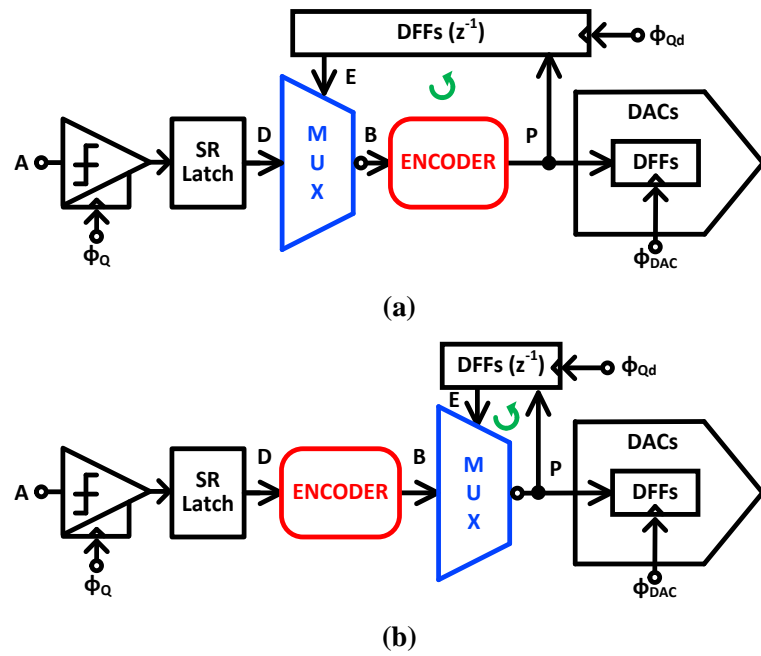 DFFs (z⁻¹)
ϕQd
E
DACs
A
SR
Latch
D
M
U
X
B
ENCODER
P
DFFs
ϕQ
ϕDAC
(a)
DFFs (z⁻¹)
ϕQd
E
DACs
A
SR
Latch
D
ENCODER
B
M
U
X
P
DFFs
ϕQ
ϕDAC
(b)